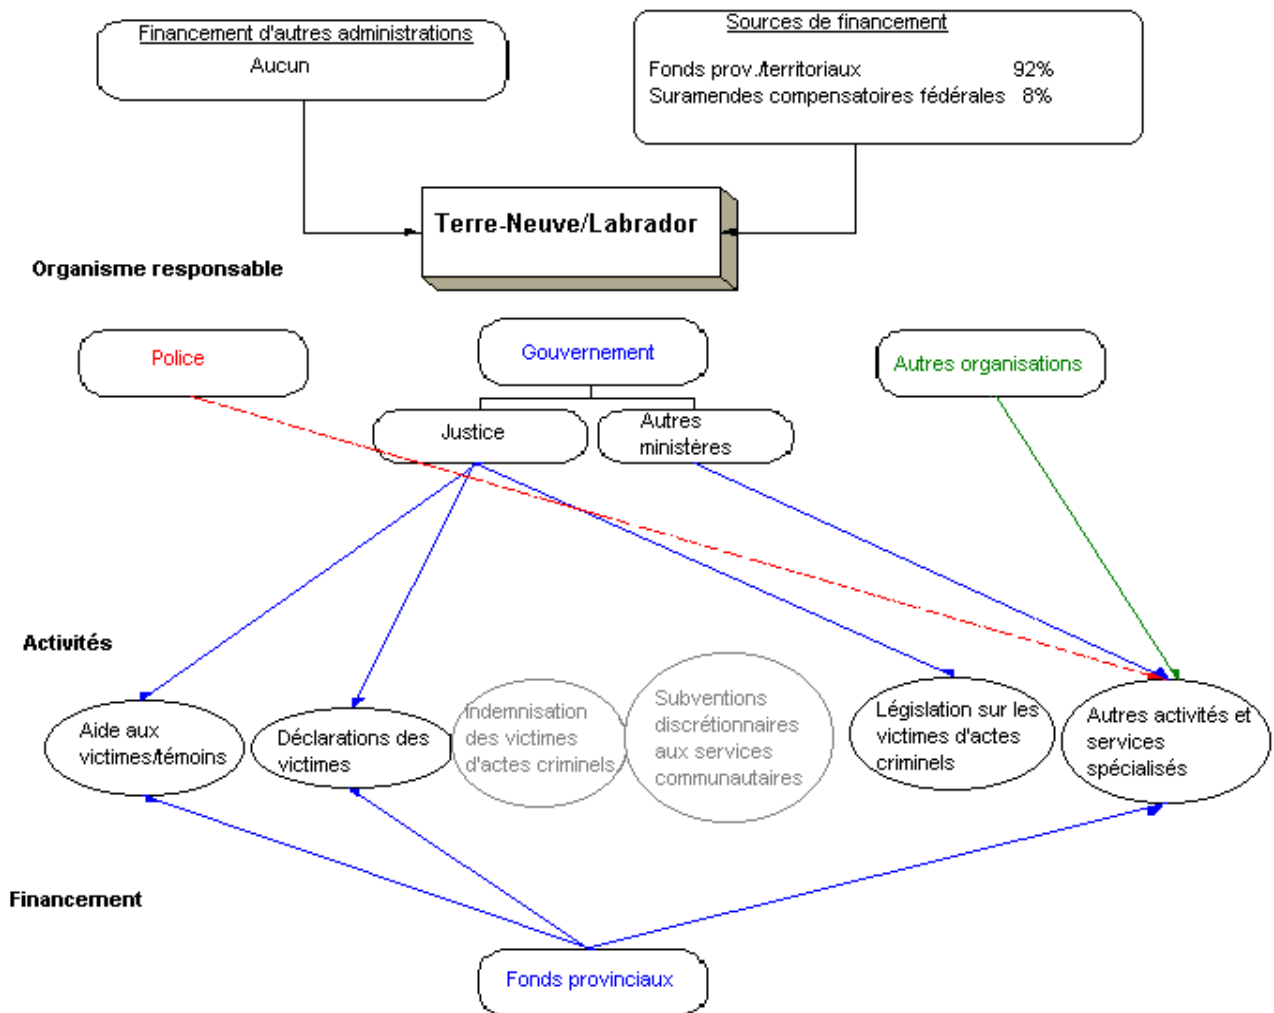 Financement d'autres administrations
Aucun
Sources de financement
Fonds prov./territoriaux 92%
Suramendes compensatoires fédérales 8%
Terre-Neuve/Labrador
Organisme responsable
Police
Gouvernement
Autres organisations
Justice
Autres
ministères
Activités
Aide aux
victimes/témoins
Déclarations des
victimes
Indemnisation
des victimes
d'actes criminels
Subventions
discrétionnaires
aux services
communautaires
Législation sur les
victimes d'actes
criminels
Autres activités et
services
spécialisés
Financement
Fonds provinciaux